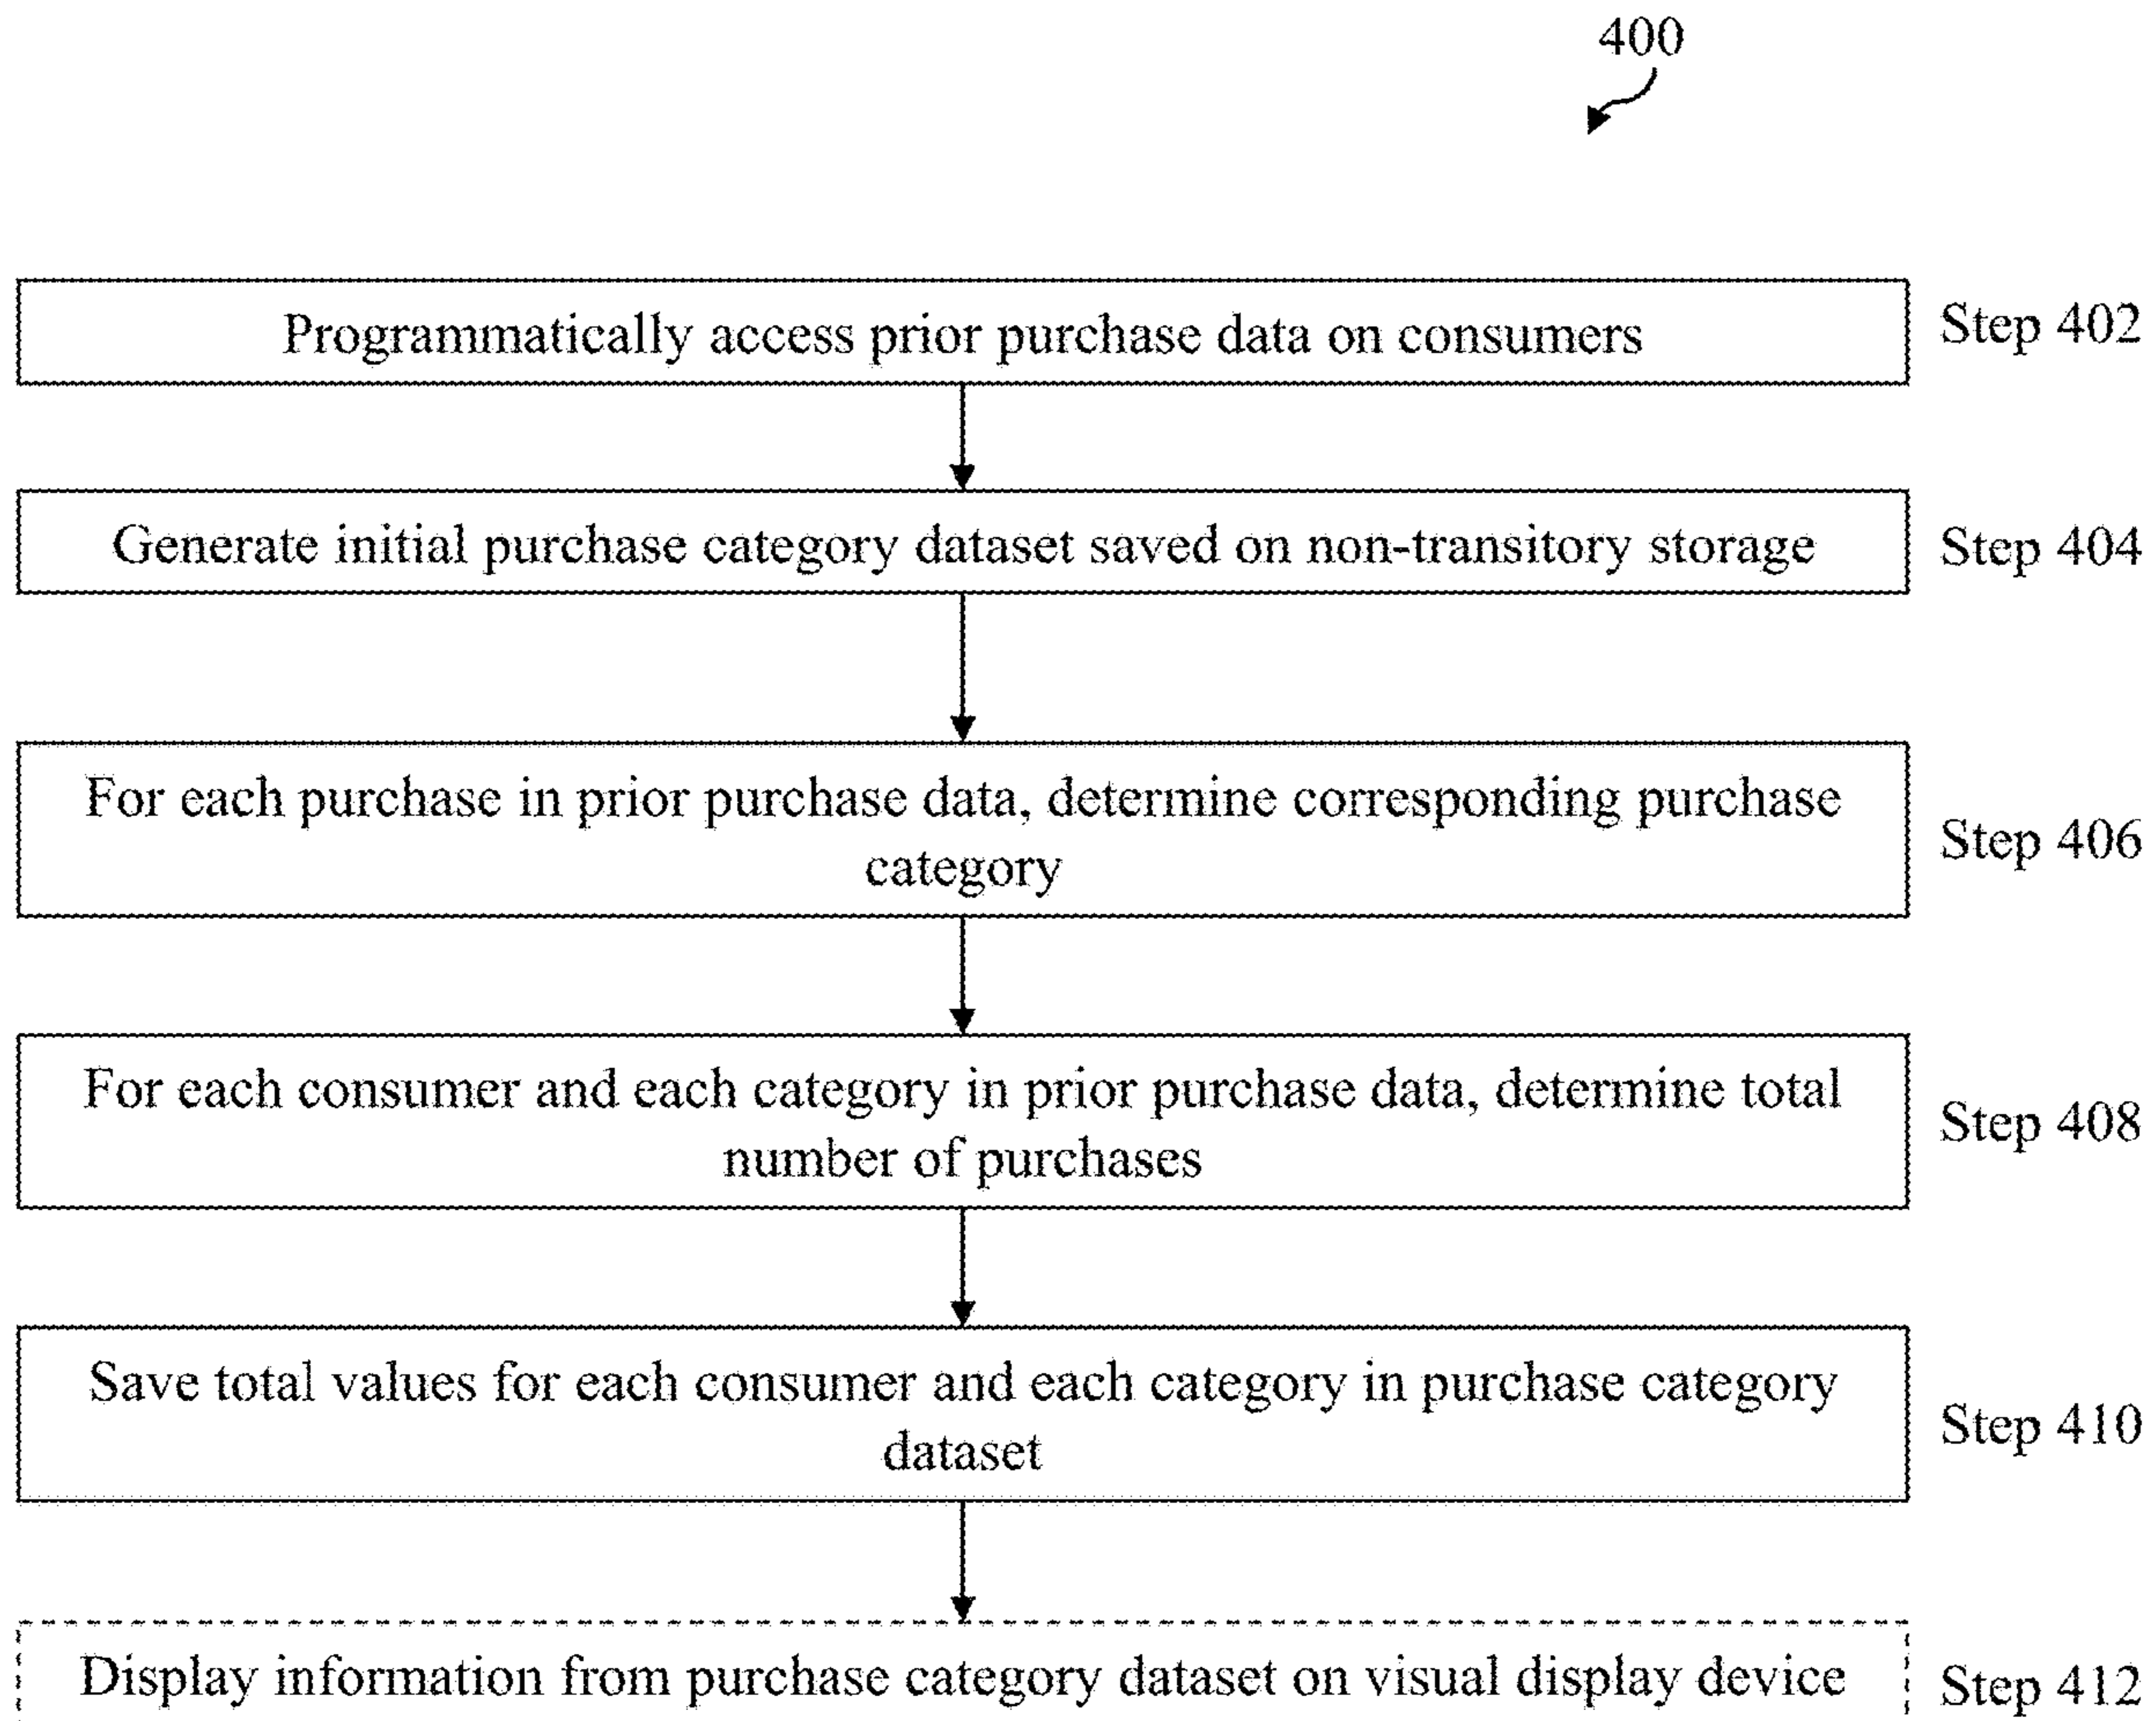 400
Programmatically access prior purchase data on consumers
Step 402
Generate initial purchase category dataset saved on non-transitory storage
Step 404
For each purchase in prior purchase data, determine corresponding purchase
category
Step 406
For each consumer and each category in prior purchase data, determine total
number of purchases
Step 408
Save total values for each consumer and each category in purchase category
dataset
Step 410
Display information from purchase category dataset on visual display device
Step 412